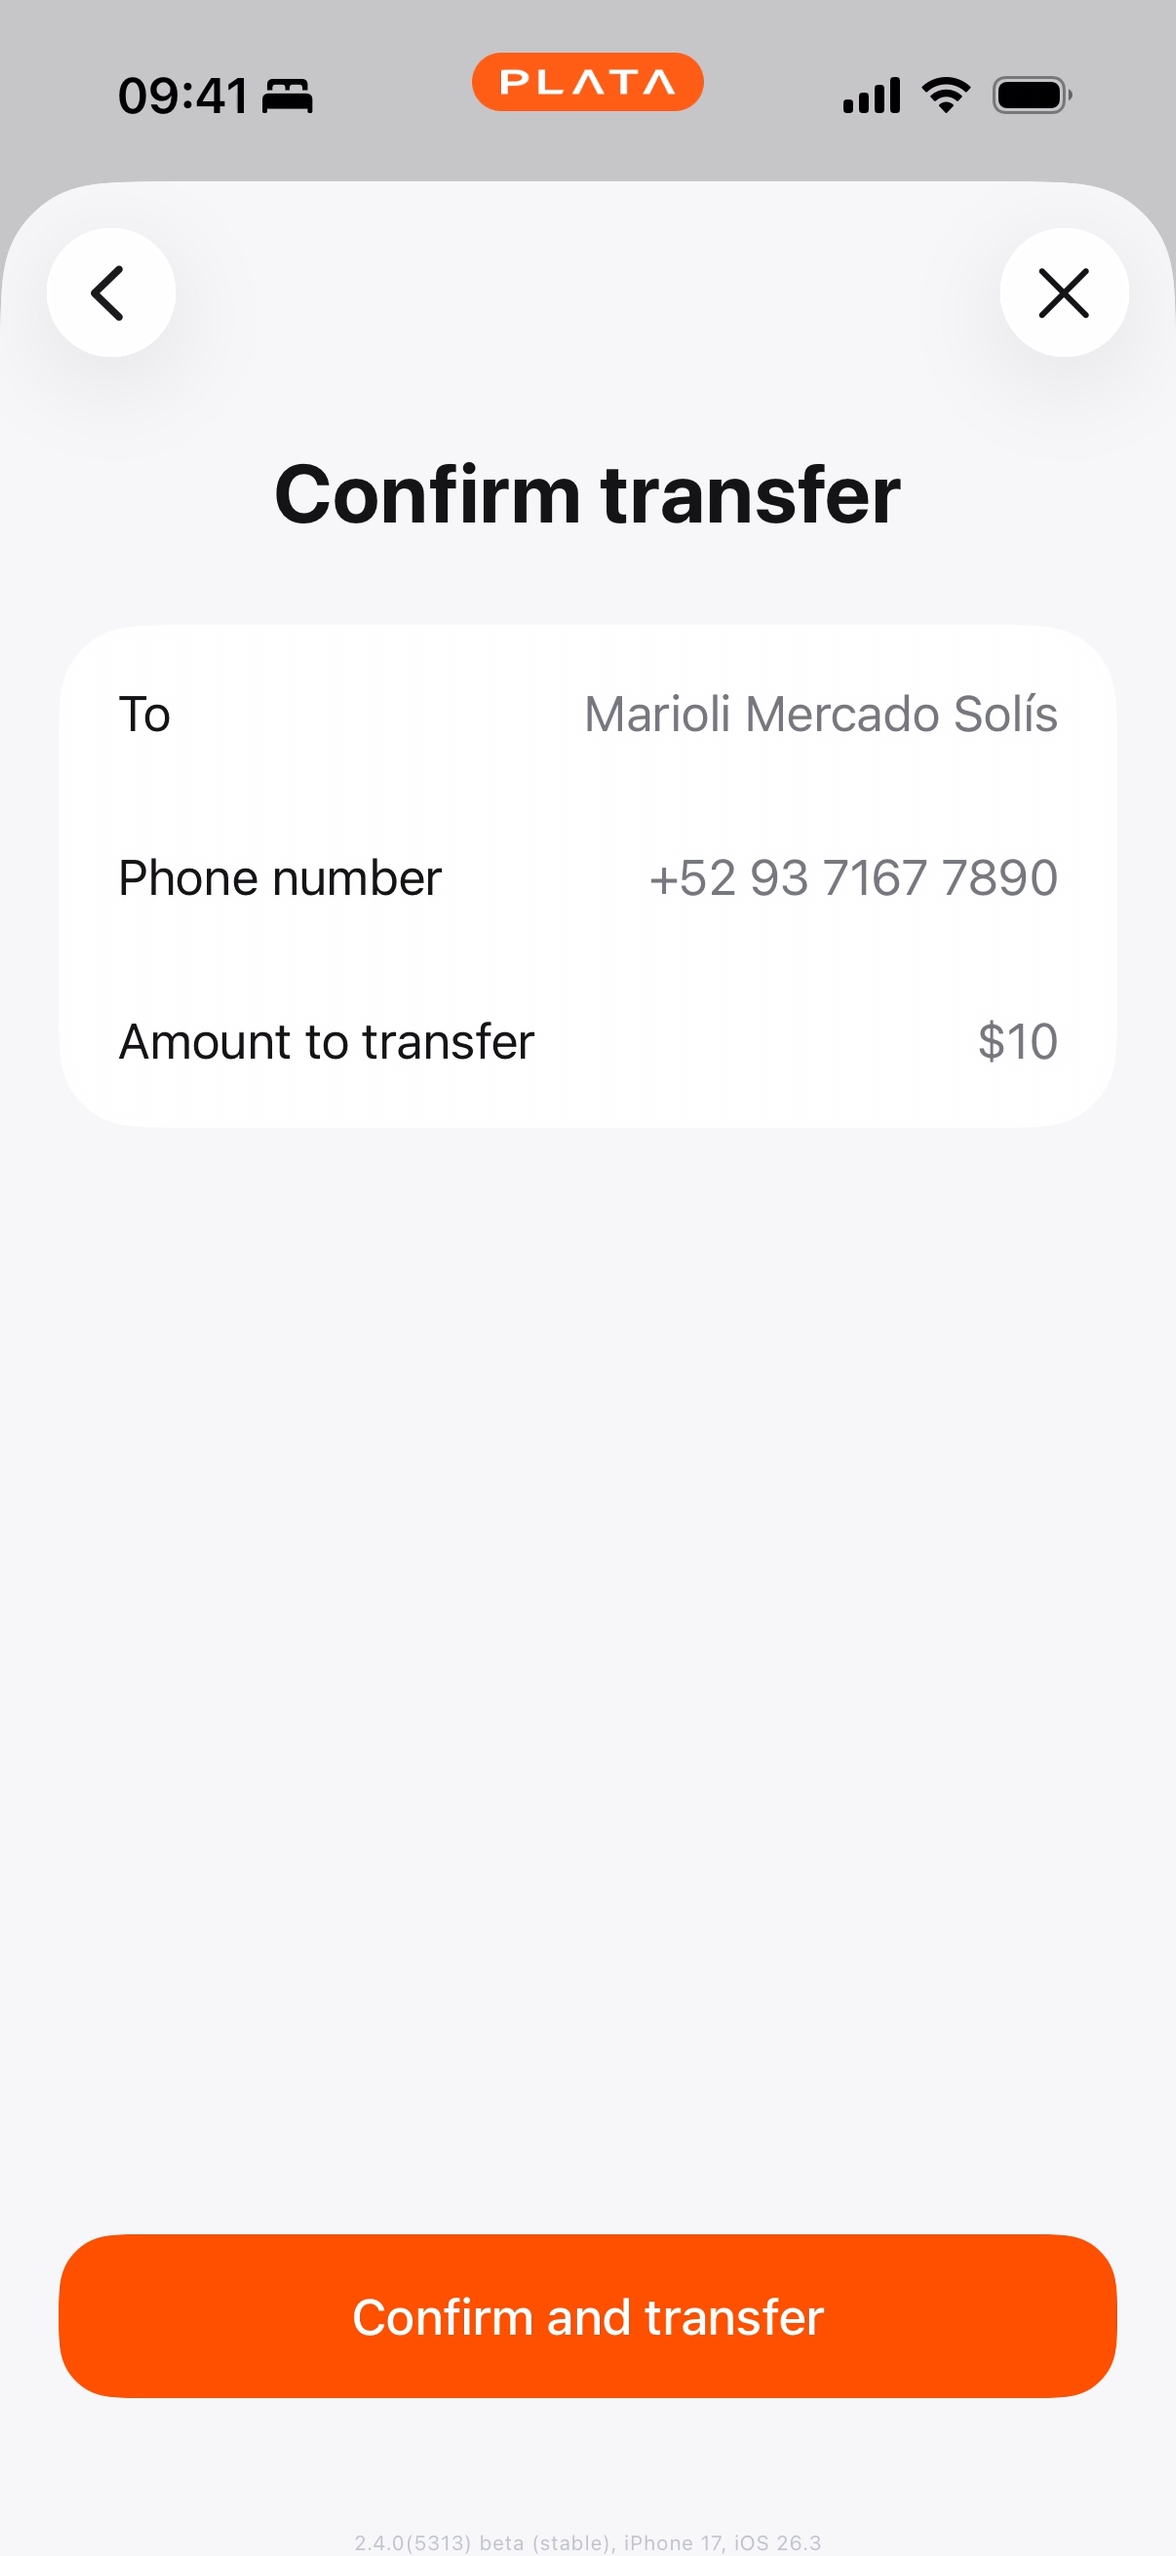 09:41
PLATA
Confirm transfer
To Marioli Mercado Solís
Phone number +52 93 7167 7890
Amount to transfer $10
Confirm and transfer
2.4.0(5313) beta (stable), iPhone 17, iOS 26.3